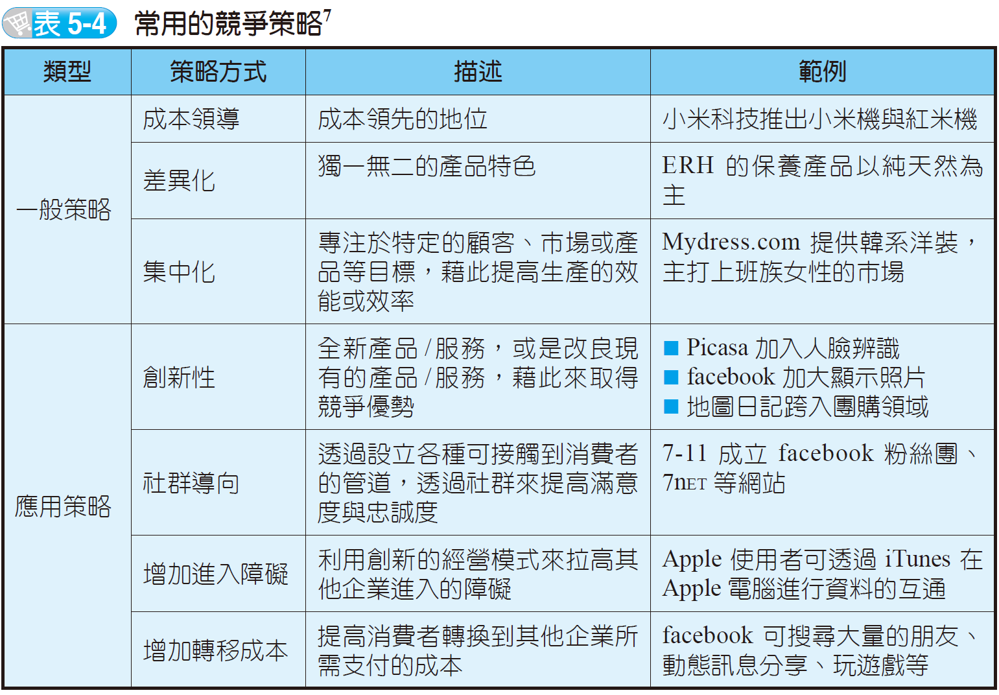 表 5-4 常用的競爭策略7
類型 策略方式 描述 範例
一般策略
成本領導 成本領先的地位 小米科技推出小米機與紅米機
差異化 獨一無二的產品特色 ERH 的保養產品以純天然為
主
集中化
專注於特定的顧客、市場或產
品等目標，藉此提高生產的效
能或效率
Mydress.com 提供韓系洋裝，
主打上班族女性的市場
應用策略
創新性
全新產品/服務，或是改良現
有的產品/服務，藉此來取得
競爭優勢
■ Picasa 加入人臉辨識
■ facebook 加大顯示照片
■ 地圖日記跨入團購領域
社群導向
透過設立各種可接觸到消費者
的管道，透過社群來提高滿意
度與忠誠度
7-11 成立 facebook 粉絲團、
7nET 等網站
增加進入障礙
利用創新的經營模式來拉高其
他企業進入的障礙
Apple 使用者可透過 iTunes 在
Apple 電腦進行資料的互通
增加轉移成本
提高消費者轉換到其他企業所
需支付的成本
facebook 可搜尋大量的朋友、
動態訊息分享、玩遊戲等